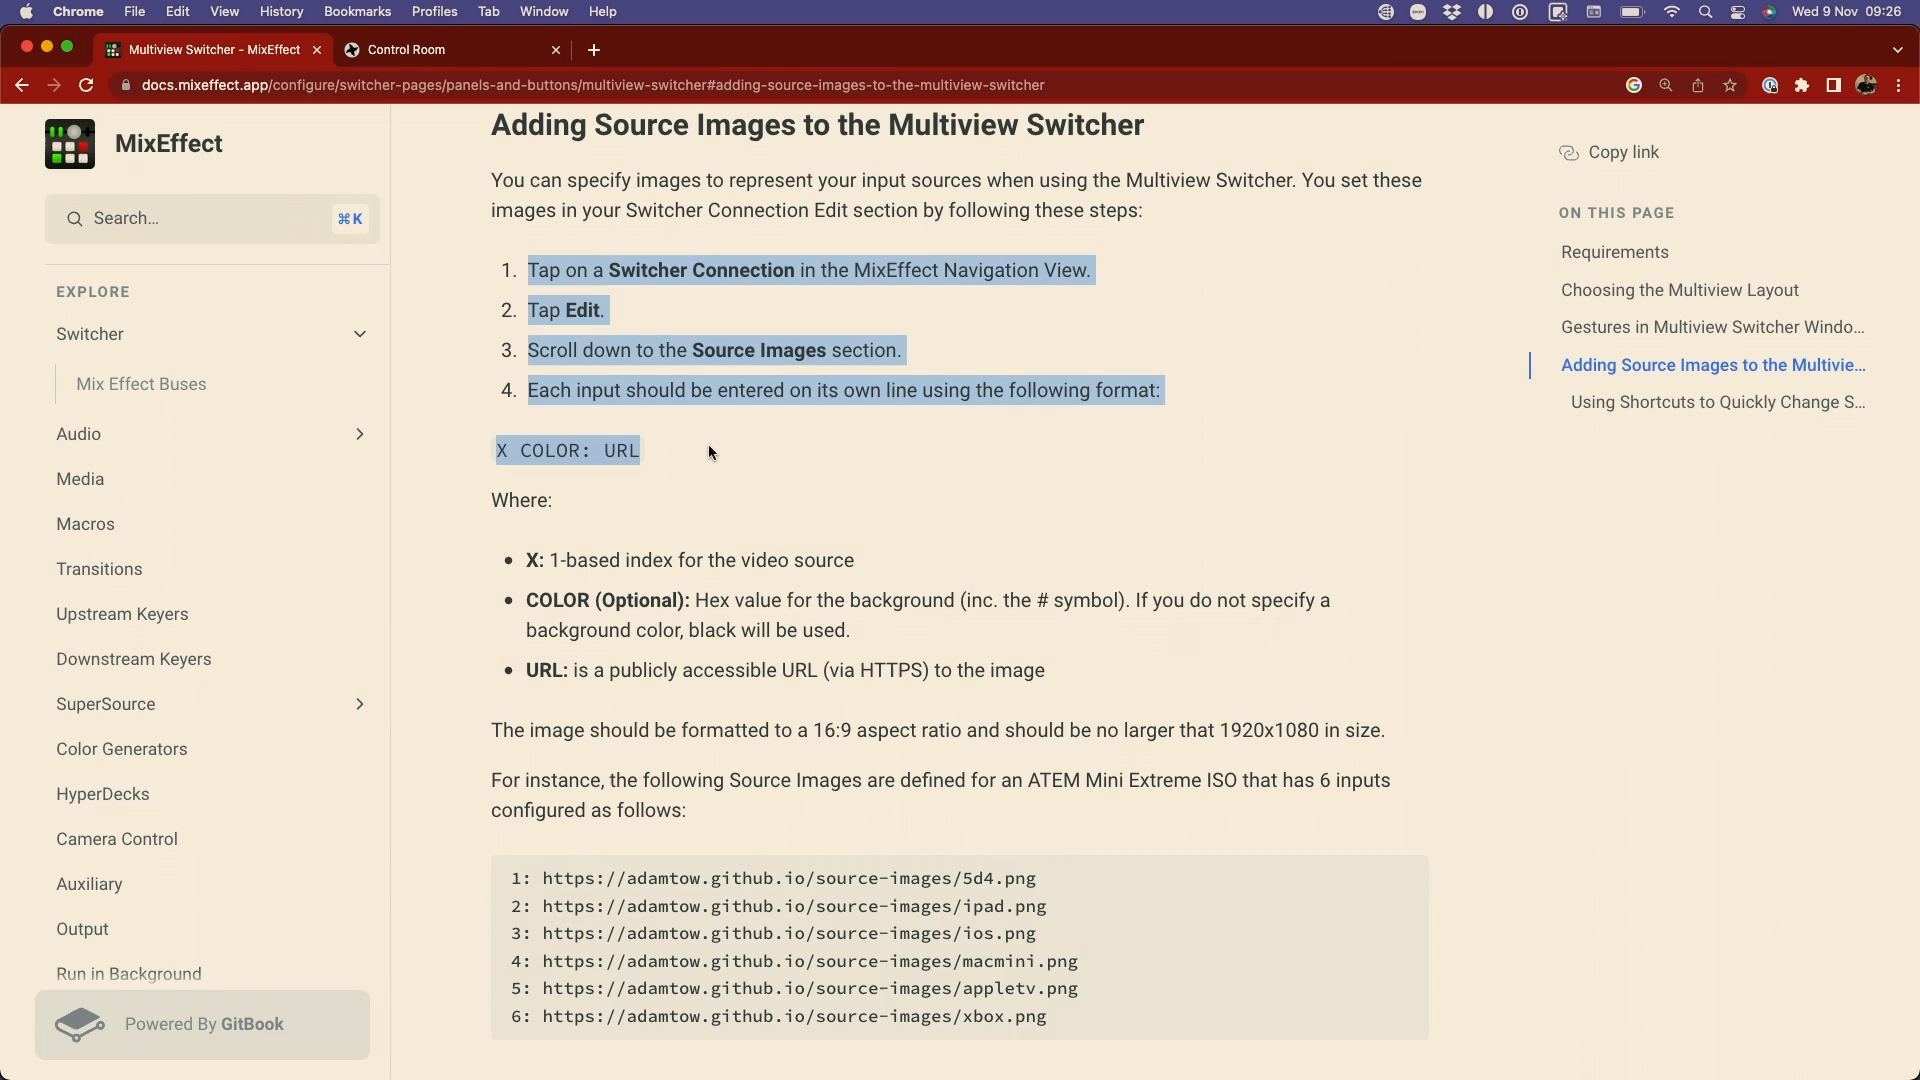 Chrome File Edit View History Bookmarks Profiles Tab Window Help Wed 9 Nov 09:26
Multiview Switcher - MixEffect Control Room
docs.mixeffect.app/configure/switcher-pages/panels-and-buttons/multiview-switcher#adding-source-images-to-the-multiview-switcher
MixEffect
Search... ⌘K
EXPLORE
Switcher
Mix Effect Buses
Audio
Media
Macros
Transitions
Upstream Keyers
Downstream Keyers
SuperSource
Color Generators
HyperDecks
Camera Control
Auxiliary
Output
Run in Background
Powered By GitBook
Adding Source Images to the Multiview Switcher
You can specify images to represent your input sources when using the Multiview Switcher. You set these
images in your Switcher Connection Edit section by following these steps:
1. Tap on a Switcher Connection in the MixEffect Navigation View.
2. Tap Edit.
3. Scroll down to the Source Images section.
4. Each input should be entered on its own line using the following format:
X COLOR: URL
Where:
• X: 1-based index for the video source
• COLOR (Optional): Hex value for the background (inc. the # symbol). If you do not specify a
background color, black will be used.
• URL: is a publicly accessible URL (via HTTPS) to the image
The image should be formatted to a 16:9 aspect ratio and should be no larger that 1920x1080 in size.
For instance, the following Source Images are defined for an ATEM Mini Extreme ISO that has 6 inputs
configured as follows:
1: https://adamtow.github.io/source-images/5d4.png
2: https://adamtow.github.io/source-images/ipad.png
3: https://adamtow.github.io/source-images/ios.png
4: https://adamtow.github.io/source-images/macmini.png
5: https://adamtow.github.io/source-images/appletv.png
6: https://adamtow.github.io/source-images/xbox.png
Copy link
ON THIS PAGE
Requirements
Choosing the Multiview Layout
Gestures in Multiview Switcher Windo...
Adding Source Images to the Multivie...
Using Shortcuts to Quickly Change S...